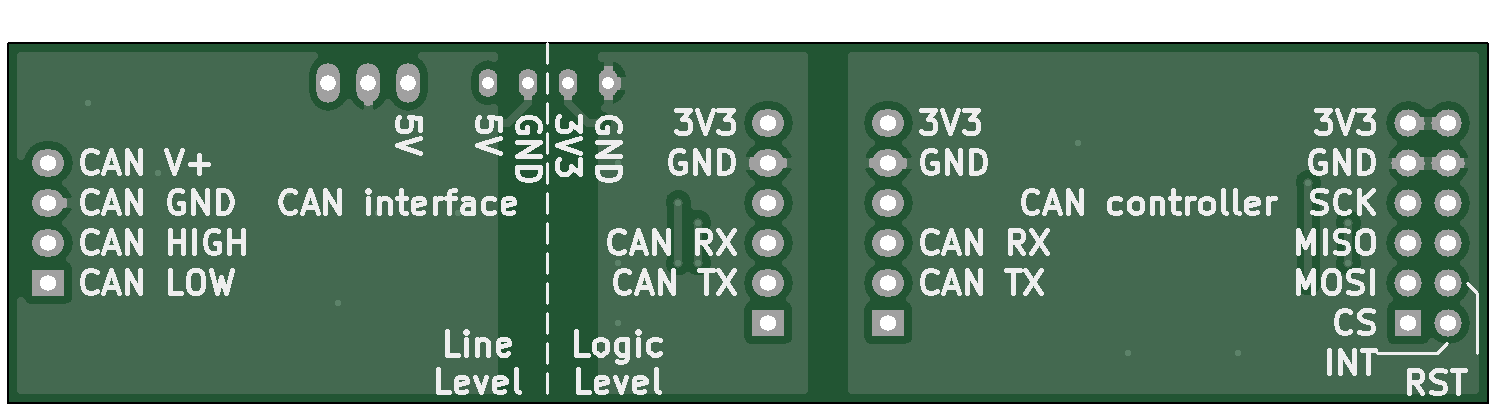 5V
5V
GND
3V3
GND
CAN V+
CAN GND
CAN HIGH
CAN LOW
CAN interface
3V3
GND
CAN RX
CAN TX
Line
Level
Logic
Level
3V3
GND
CAN RX
CAN TX
CAN controller
3V3
GND
SCK
MISO
MOSI
CS
INT
RST